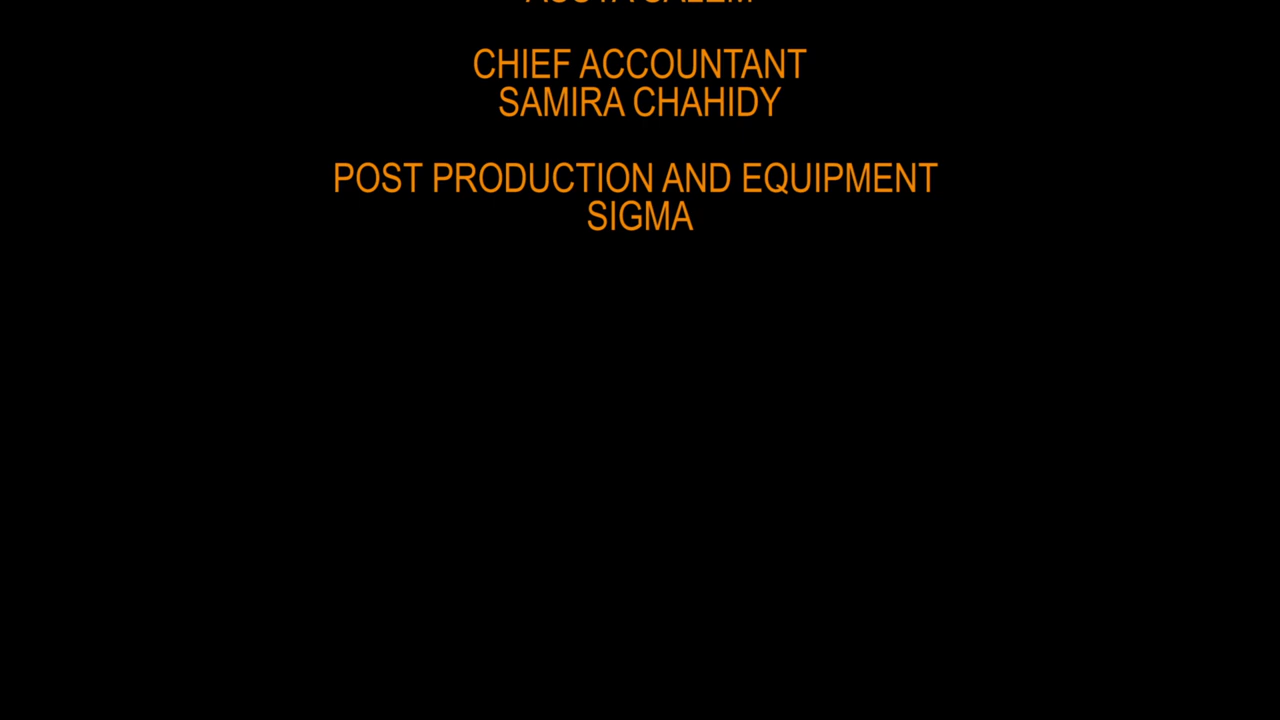 CHIEF ACCOUNTANT
SAMIRA CHAHIDY
POST PRODUCTION AND EQUIPMENT
SIGMA